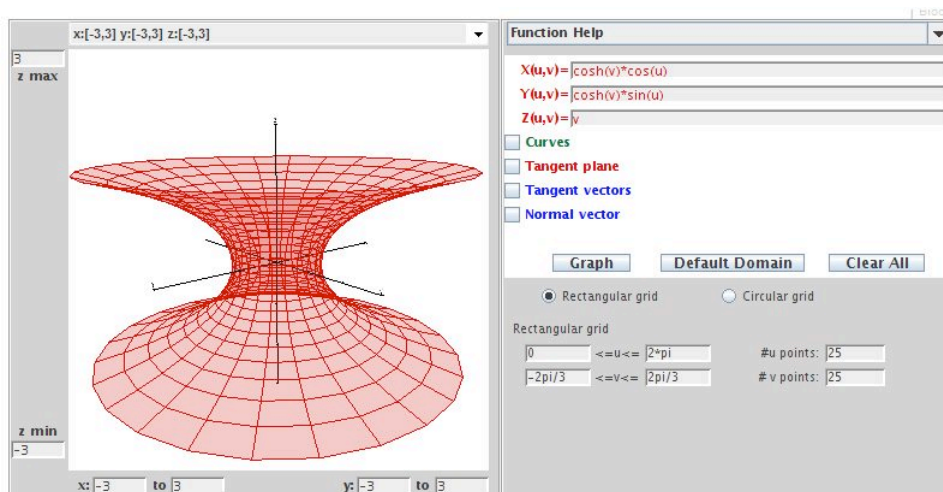 x:[-3,3] y:[-3,3] z:[-3,3]
3
z max
z min
-3
x: -3 to 3 y: -3 to 3
Function Help
X(u,v)= cosh(v)*cos(u)
Y(u,v)= cosh(v)*sin(u)
Z(u,v)= v
Curves
Tangent plane
Tangent vectors
Normal vector
Graph Default Domain Clear All
Rectangular grid Circular grid
Rectangular grid
0 <=u<= 2*pi #u points: 25
-2pi/3 <=v<= 2pi/3 # v points: 25